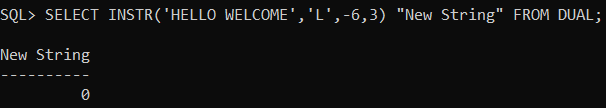 SQL> SELECT INSTR('HELLO WELCOME','L',-6,3) "New String" FROM DUAL;
New String
----------
0